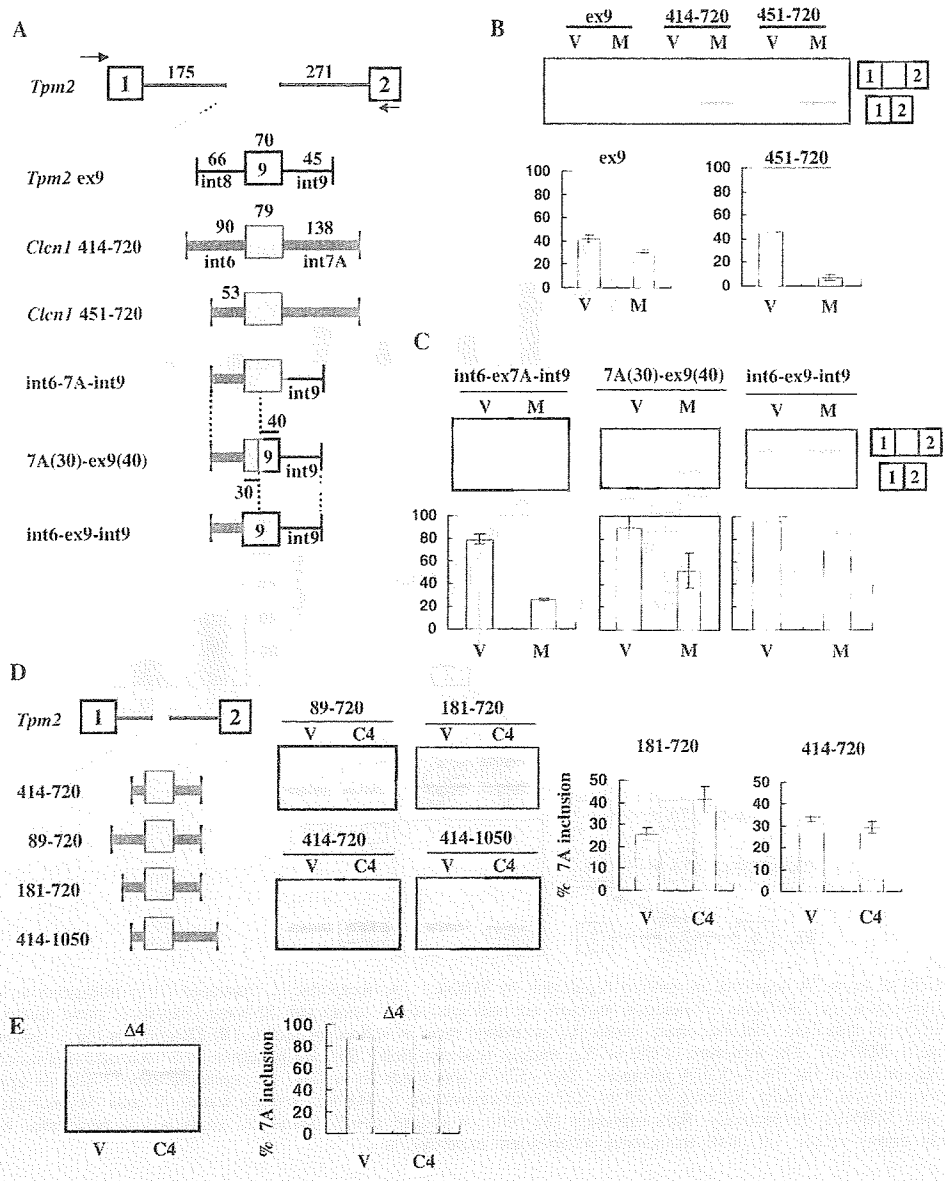 A
175
271
1
2
Tpm2
70
66
45
9
int8
int9
Tpm2 ex9
79
90
138
Clcn1 414-720
int6
int7A
53
Clcn1 451-720
int6-7A-int9
int9
40
7A(30)-ex9(40)
9
int9
30
int6-ex9-int9
9
int9
B
ex9
414-720
451-720
V M V M V M
1 2
1 2
ex9
451-720
100
80
60
40
20
0
V M
100
80
60
40
20
0
V M
C
int6-ex7A-int9
7A(30)-ex9(40)
int6-ex9-int9
V M V M V M
1 2
1 2
100
80
60
40
20
0
V M V M V M
D
Tpm2
1
2
414-720
89-720
181-720
414-1050
89-720
181-720
V C4 V C4
414-720
414-1050
V C4 V C4
181-720
414-720
% 7A inclusion
50
40
30
20
10
0
V C4
50
40
30
20
10
0
V C4
E
Δ4
V C4
Δ4
% 7A inclusion
100
80
60
40
20
0
V C4